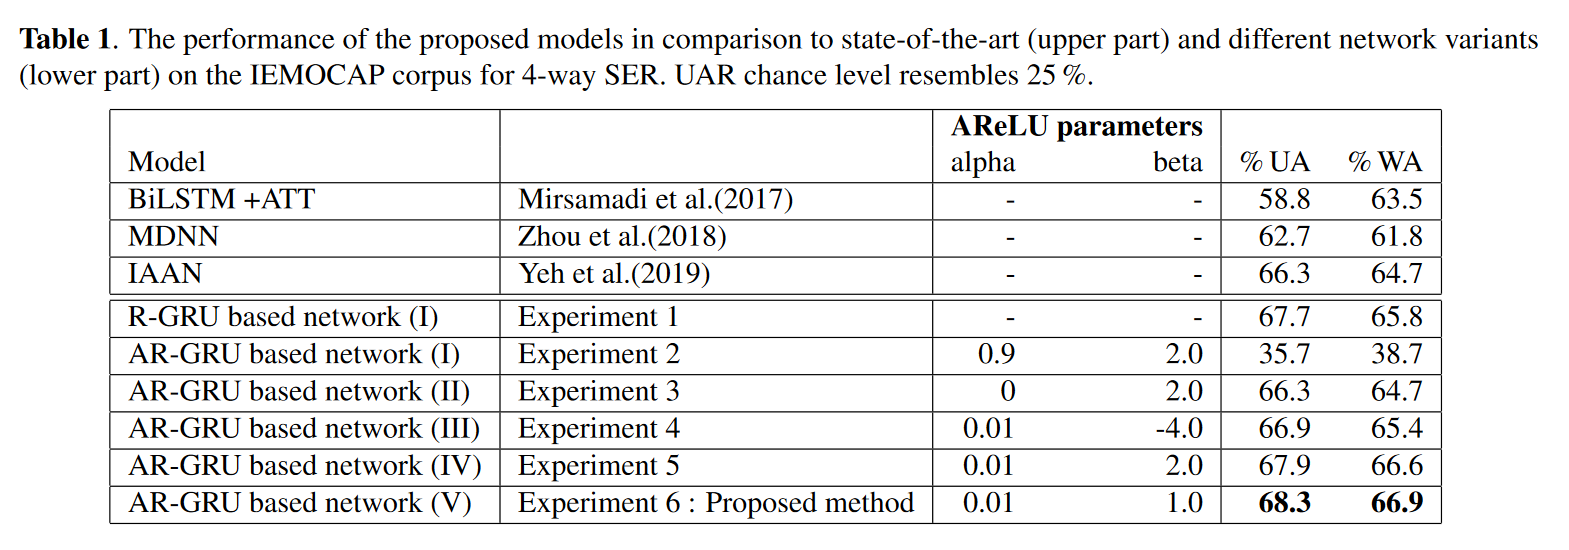 Table 1. The performance of the proposed models in comparison to state-of-the-art (upper part) and different network variants
(lower part) on the IEMOCAP corpus for 4-way SER. UAR chance level resembles 25 %.
AReLU parameters
Model alpha beta % UA % WA
BiLSTM +ATT Mirsamadi et al.(2017) - - 58.8 63.5
MDNN Zhou et al.(2018) - - 62.7 61.8
IAAN Yeh et al.(2019) - - 66.3 64.7
R-GRU based network (I) Experiment 1 - - 67.7 65.8
AR-GRU based network (I) Experiment 2 0.9 2.0 35.7 38.7
AR-GRU based network (II) Experiment 3 0 2.0 66.3 64.7
AR-GRU based network (III) Experiment 4 0.01 -4.0 66.9 65.4
AR-GRU based network (IV) Experiment 5 0.01 2.0 67.9 66.6
AR-GRU based network (V) Experiment 6 : Proposed method 0.01 1.0 68.3 66.9